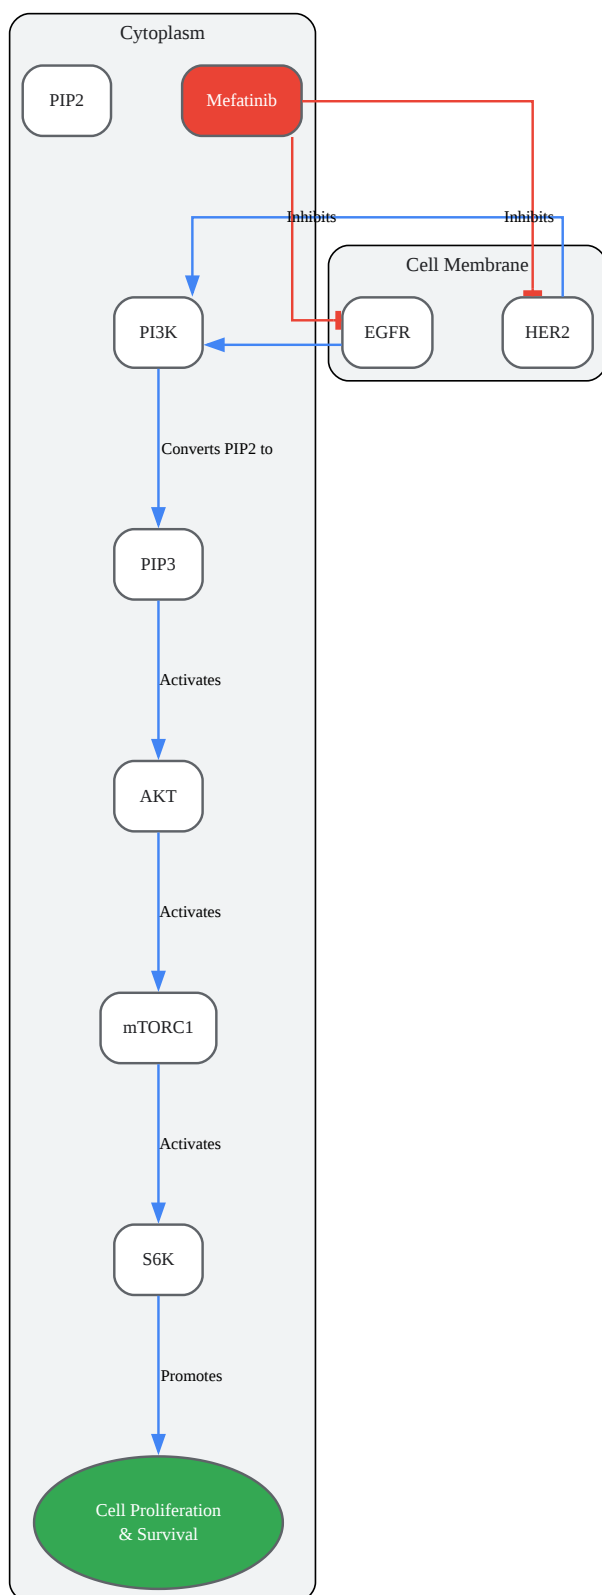 Cytoplasm
PIP2
Mefatinib
Inhibits
Inhibits
Cell Membrane
PI3K
EGFR
HER2
Converts PIP2 to
PIP3
Activates
AKT
Activates
mTORC1
Activates
S6K
Promotes
Cell Proliferation
& Survival